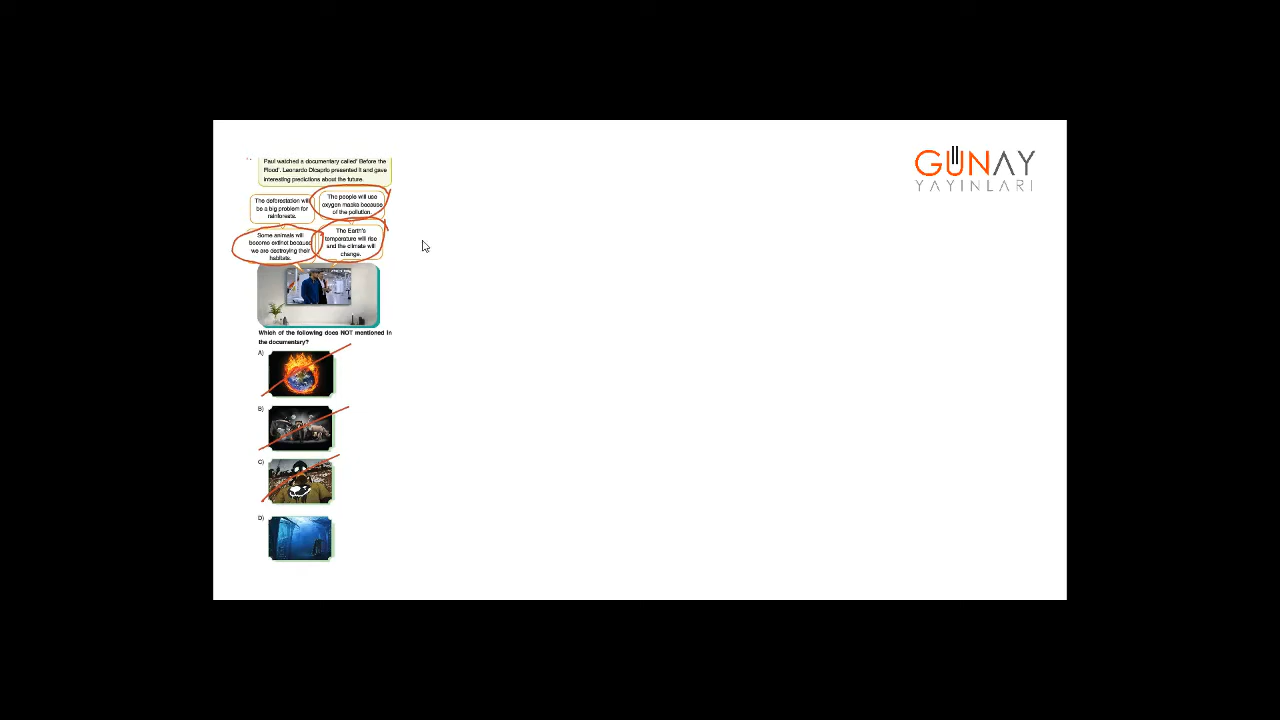 GÜNAY
YAYINLARI
Paul watched a documentary called' Before the
Flood'. Leonardo Dicaprio presented it and gave
interesting predictions about the future.
The deforestation will
be a big problem for
rainforests.
The people will use
oxygen masks because
of the pollution.
Some animals will
become extinct because
we are destroying their
habitats.
The Earth's
temperature will rise
and the climate will
change.
Which of the following does NOT mentioned in
the documentary?
A)
B)
C)
D)